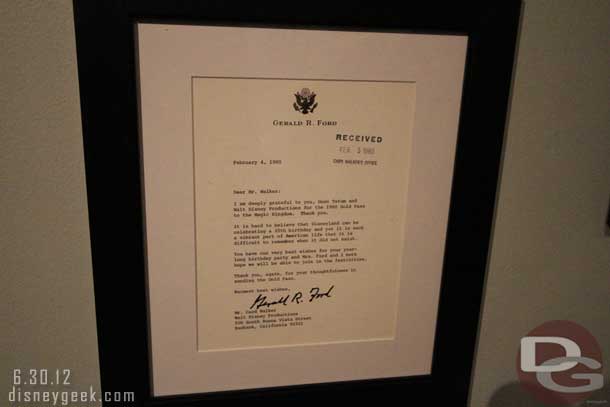 GERALD R. FORD
RECEIVED
FEB 1980
CARD WALKER'S OFFICE
February 4, 1980
Dear Mr. Walker:
I am deeply grateful to you, Donn Tatum and
Walt Disney Productions for the 1980 Gold Pass
to the Magic Kingdom. Thank you.
It is hard to believe that Disneyland can be
celebrating a 25th birthday and yet it is such
a vibrant part of American life that it is
difficult to remember when it did not exist.
You have our very best wishes for your year-
long birthday party and Mrs. Ford and I both
hope we will be able to join in the festivities.
Thank you, again, for your thoughtfulness in
sending the Gold Pass.
Warmest best wishes,
Gerald R. Ford
Mr. Card Walker
Walt Disney Productions
500 South Buena Vista Street
Burbank, California 91521
6.30.12
disneygeek.com
DG